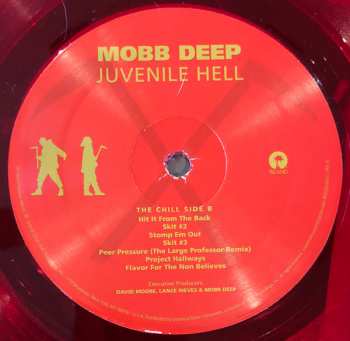 MOBB DEEP
JUVENILE HELL
ISLAND
THE CHILL SIDE B
Hit It From The Back
Skit #2
Stomp Em Out
Skit #3
Peer Pressure (The Large Professor Remix)
Project Hallways
Flavor For The Non Believes
Executive Producers,
DAVID MOORE, LANCE RIEVES & MOBB DEEP